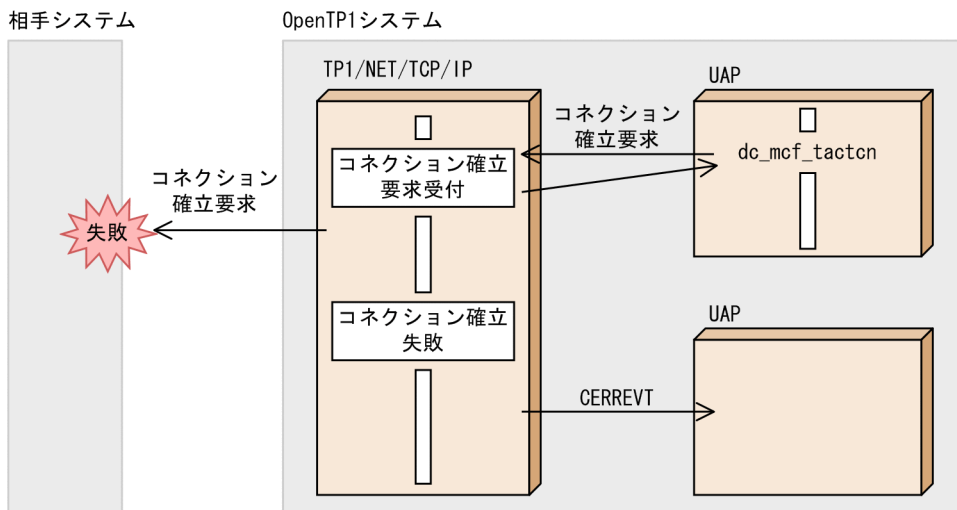 相手システム
OpenTP1システム
TP1/NET/TCP/IP
UAP
コネクション
確立要求
dc_mcf_tactcn
コネクション確立
要求受付
コネクション
確立要求
失敗
コネクション確立
失敗
UAP
CERREVT